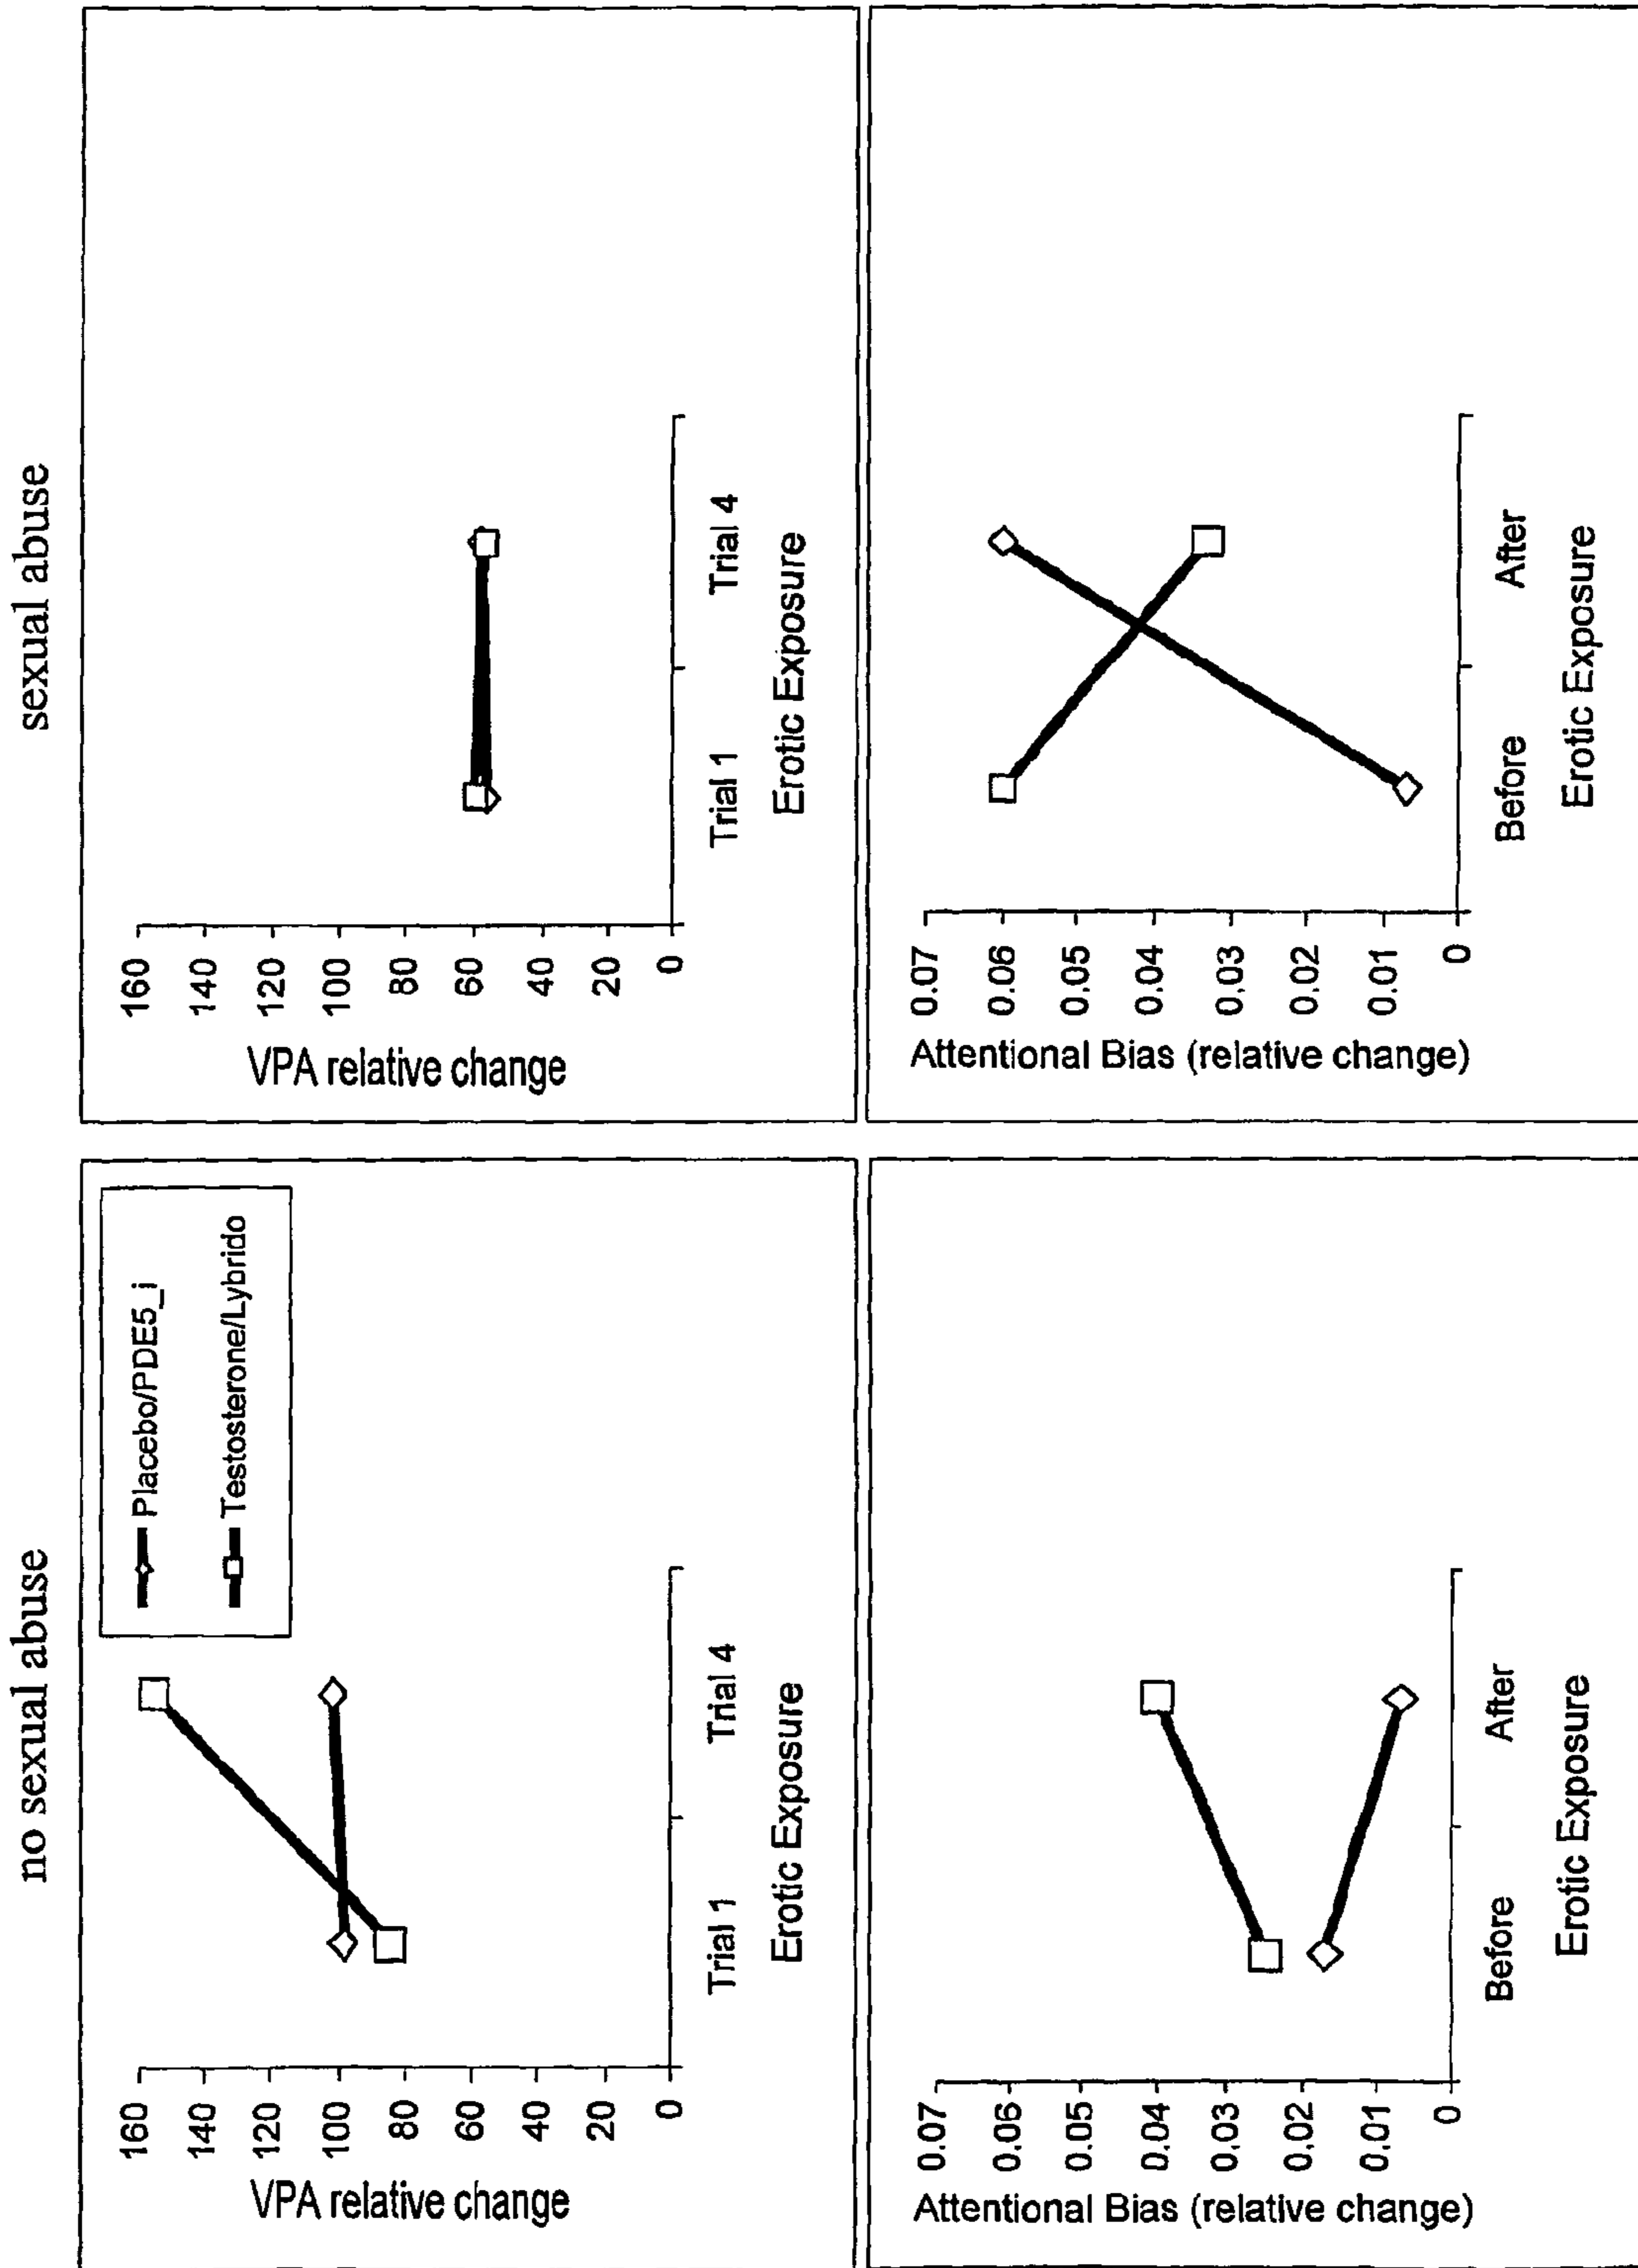 no sexual abuse
sexual abuse
160
140
120
100
80
60
40
20
0
VPA relative change
Placebo/PDE5_i
Testosterone/Lybrido
Trial 1
Trial 4
Erotic Exposure
160
140
120
100
80
60
40
20
0
VPA relative change
Trial 1
Trial 4
Erotic Exposure
0.07
0.06
0.05
0.04
0.03
0.02
0.01
0
Attentional Bias (relative change)
Before
After
Erotic Exposure
0.07
0.06
0.05
0.04
0.03
0.02
0.01
0
Attentional Bias (relative change)
Before
After
Erotic Exposure